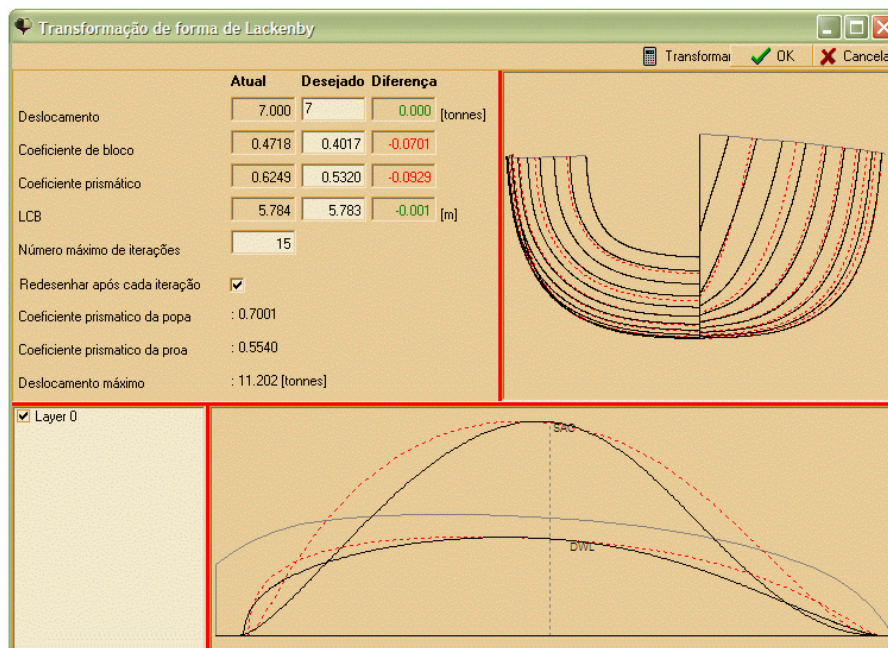 Transformação de forma de Lackenby
Transformar OK Cancela
Atual Desejado Diferença
Deslocamento 7.000 7 0.000 [tonnes]
Coeficiente de bloco 0.4718 0.4017 -0.0701
Coeficiente prismático 0.6249 0.5320 -0.0929
LCB 5.784 5.783 -0.001 [m]
Número máximo de iterações 15
Redesenhar após cada iteração
Coeficiente prismatico da popa : 0.7001
Coeficiente prismatico da proa : 0.5540
Deslocamento máximo : 11.202 [tonnes]
Layer 0
SAC
DWL